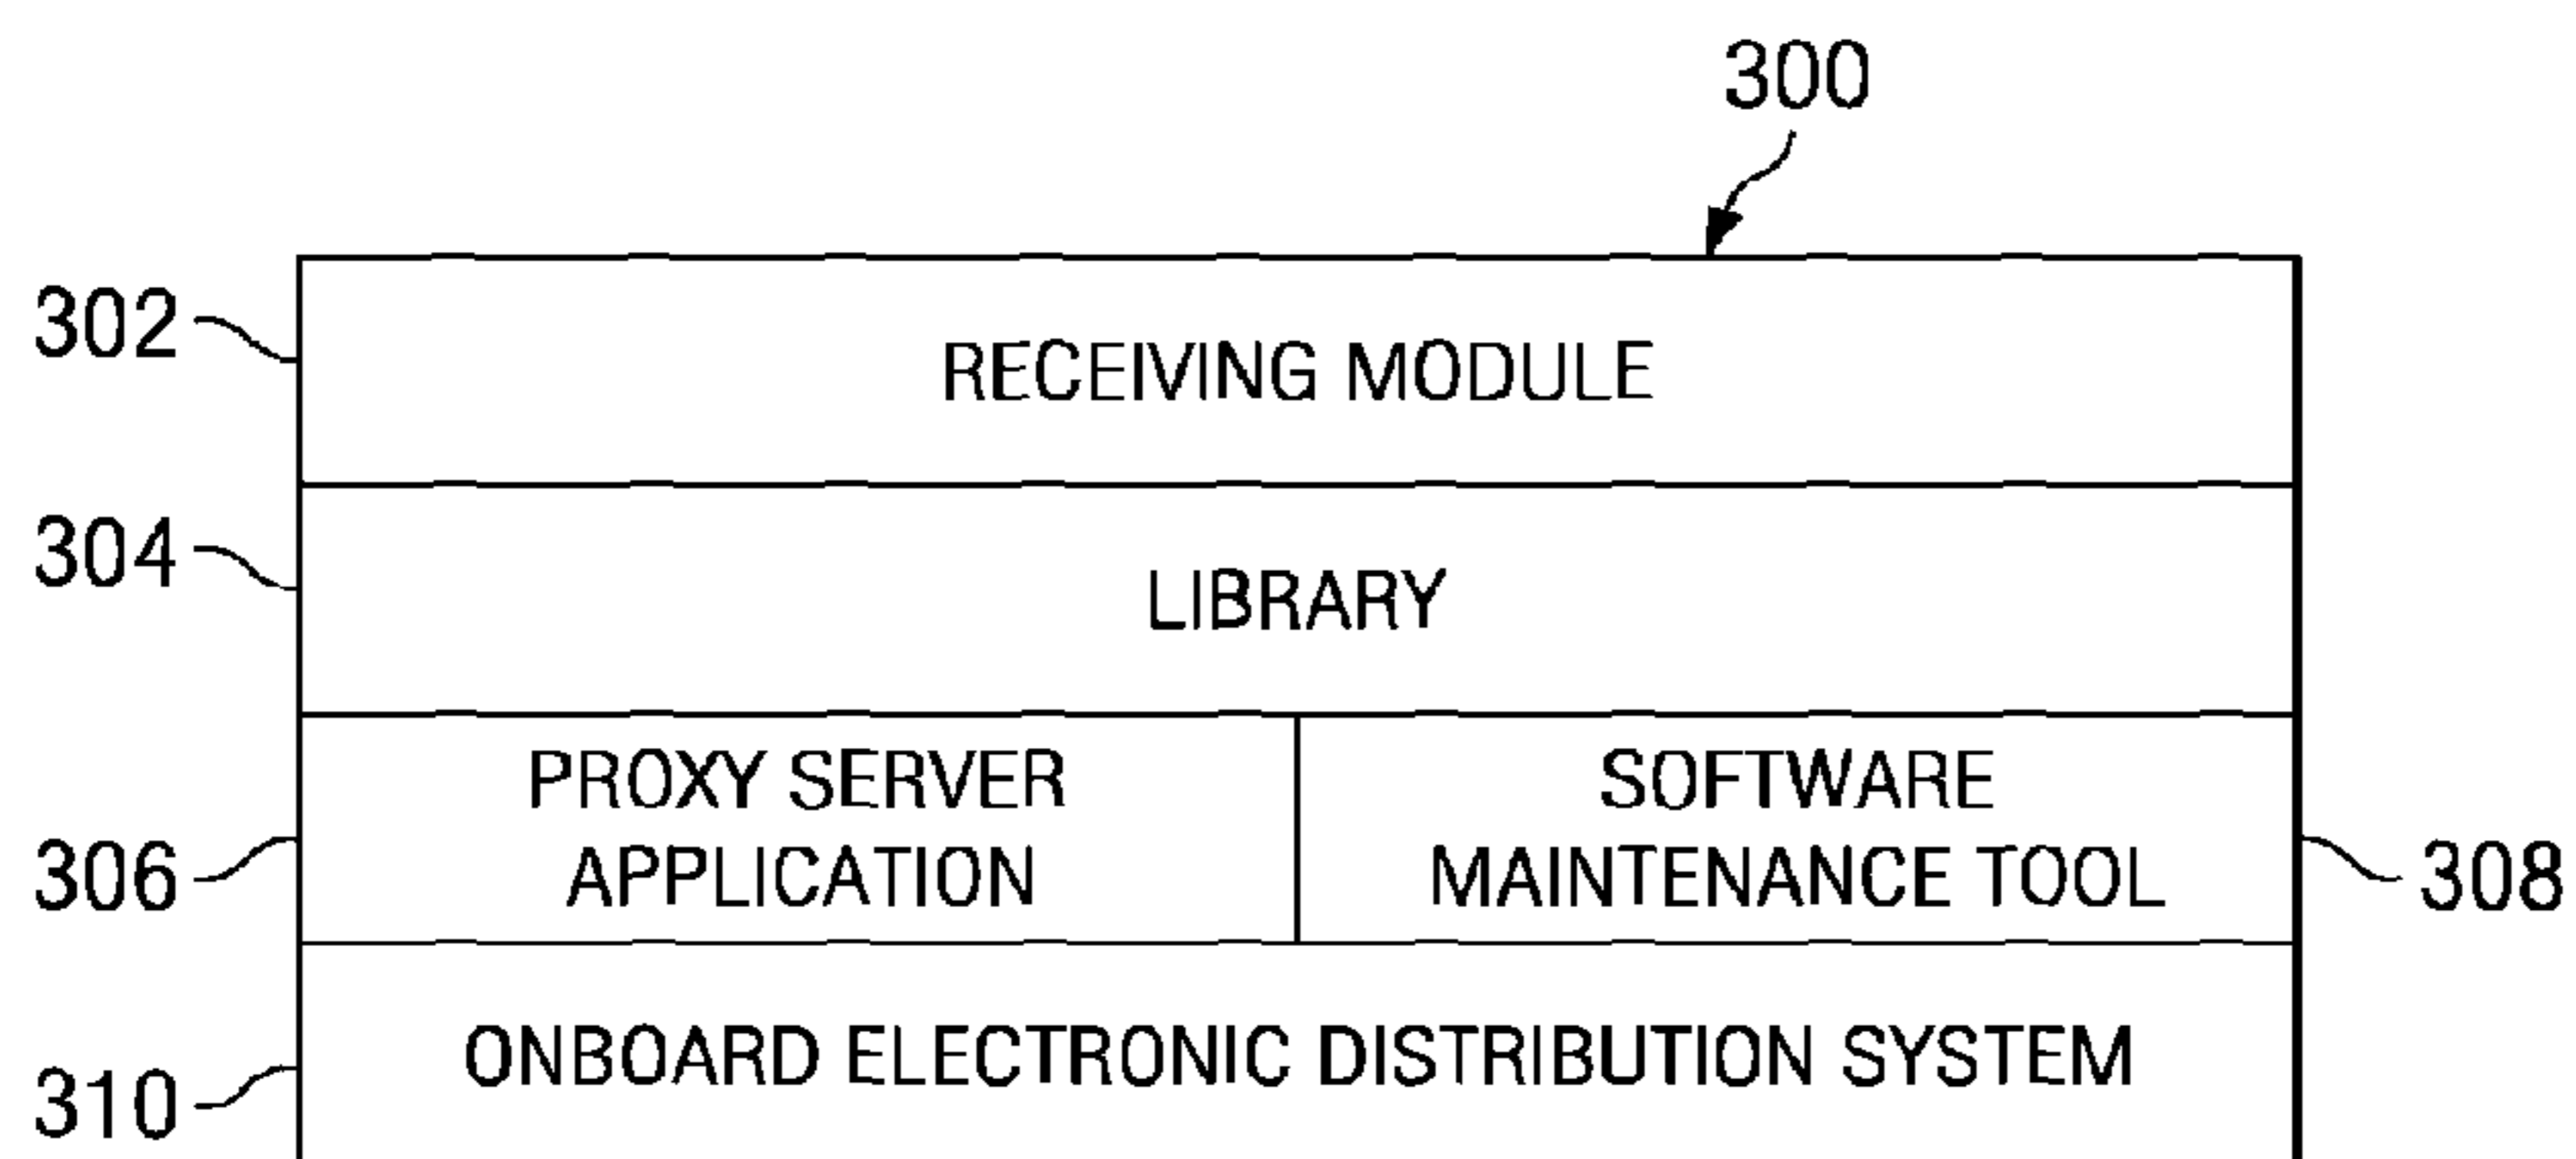 300
302
RECEIVING MODULE
304
LIBRARY
306
PROXY SERVER
APPLICATION
SOFTWARE
MAINTENANCE TOOL
308
310
ONBOARD ELECTRONIC DISTRIBUTION SYSTEM